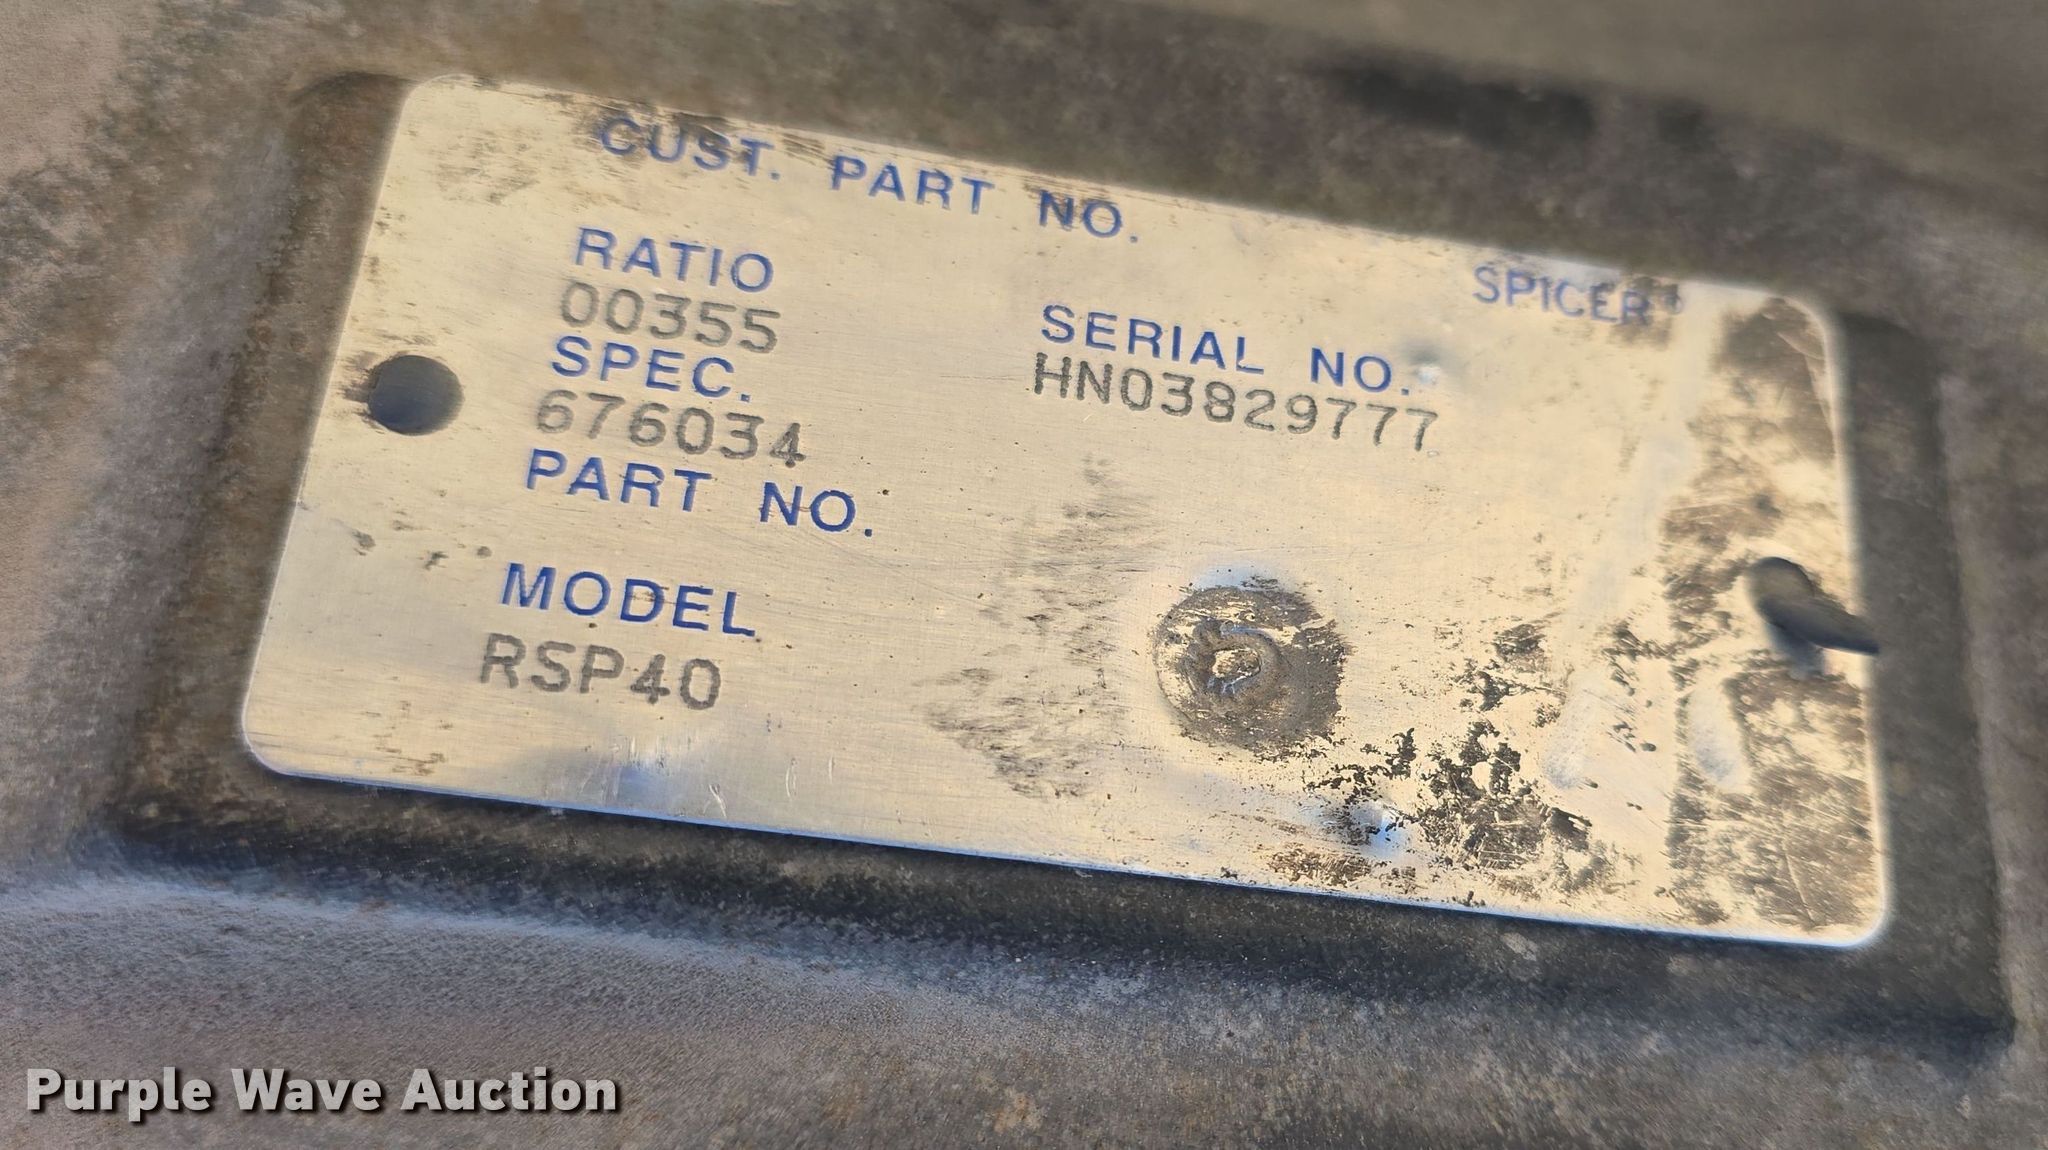 CUST. PART NO.
RATIO
SPICER®
00355
SERIAL NO.
SPEC.
HN03829777
676034
PART NO.
MODEL
RSP40
Purple Wave Auction